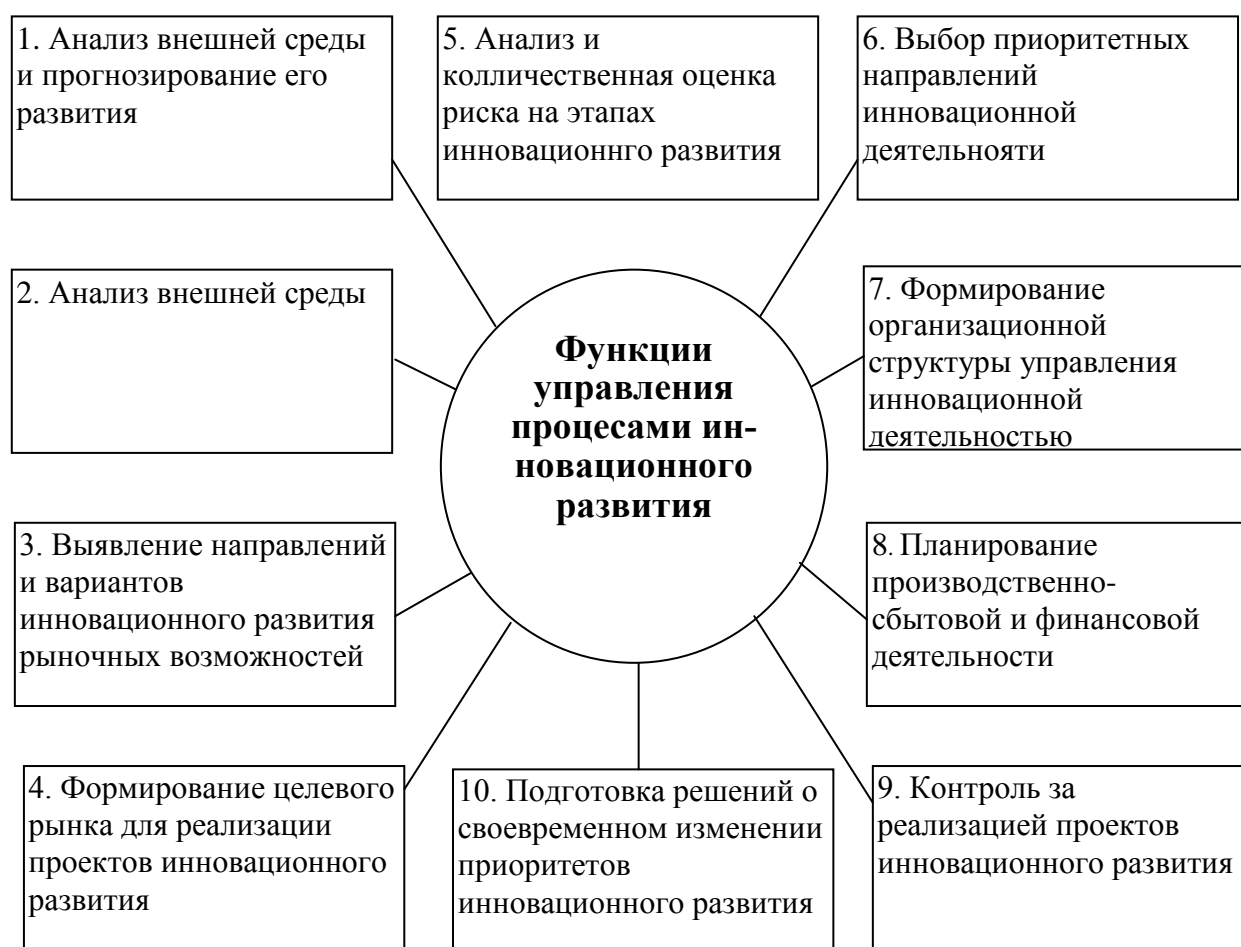 1. Анализ внешней среды
и прогнозирование его
развития
5. Анализ и
колличественная оценка
риска на этапах
инновационнго развития
6. Выбор приоритетных
направлений
инновационной
деятельнояти
2. Анализ внешней среды
7. Формирование
организационной
структуры управления
инновационной
деятельностью
Функции
управления
процесами ин-
новационного
развития
3. Выявление направлений
и вариантов
инновационного развития
рыночных возможностей
8. Планирование
производственно-
сбытовой и финансовой
деятельности
4. Формирование целевого
рынка для реализации
проектов инновационного
развития
10. Подготовка решений о
своевременном изменении
приоритетов
инновационного развития
9. Контроль за
реализацией проектов
инновационного развития